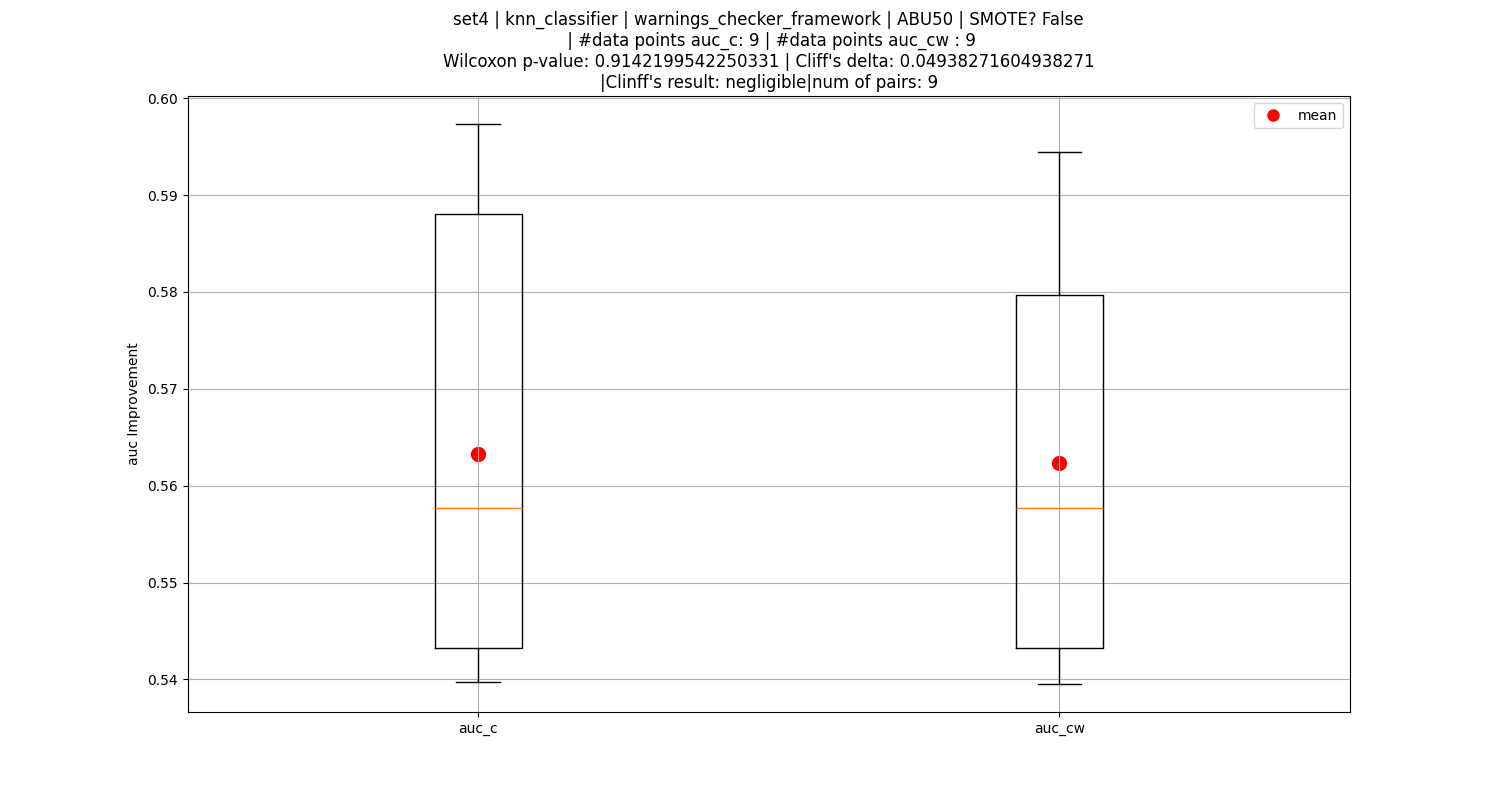 set4 | knn_classifier | warnings_checker_framework | ABU50 | SMOTE? False
| #data points auc_c: 9 | #data points auc_cw : 9
Wilcoxon p-value: 0.9142199542250331 | Cliff's delta: 0.04938271604938271
|Clinff's result: negligible|num of pairs: 9
mean
auc Improvement
0.60
0.59
0.58
0.57
0.56
0.55
0.54
auc_c
auc_cw